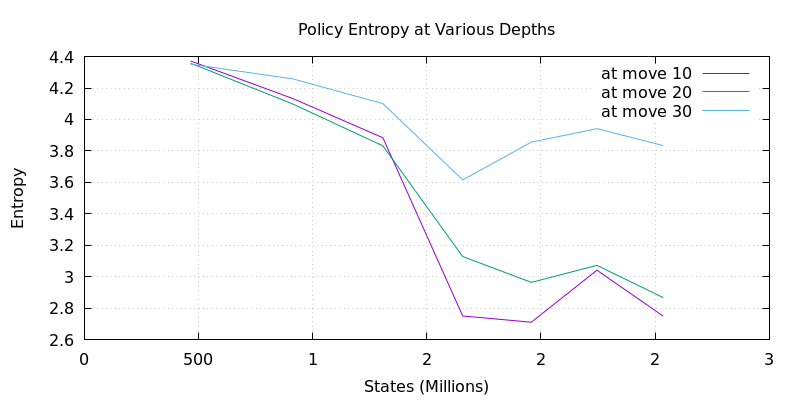 Policy Entropy at Various Depths
4.4
4.2
4
3.8
3.6
3.4
3.2
3
2.8
2.6
Entropy
at move 10
at move 20
at move 30
0 500 1 2 2 2 3
States (Millions)